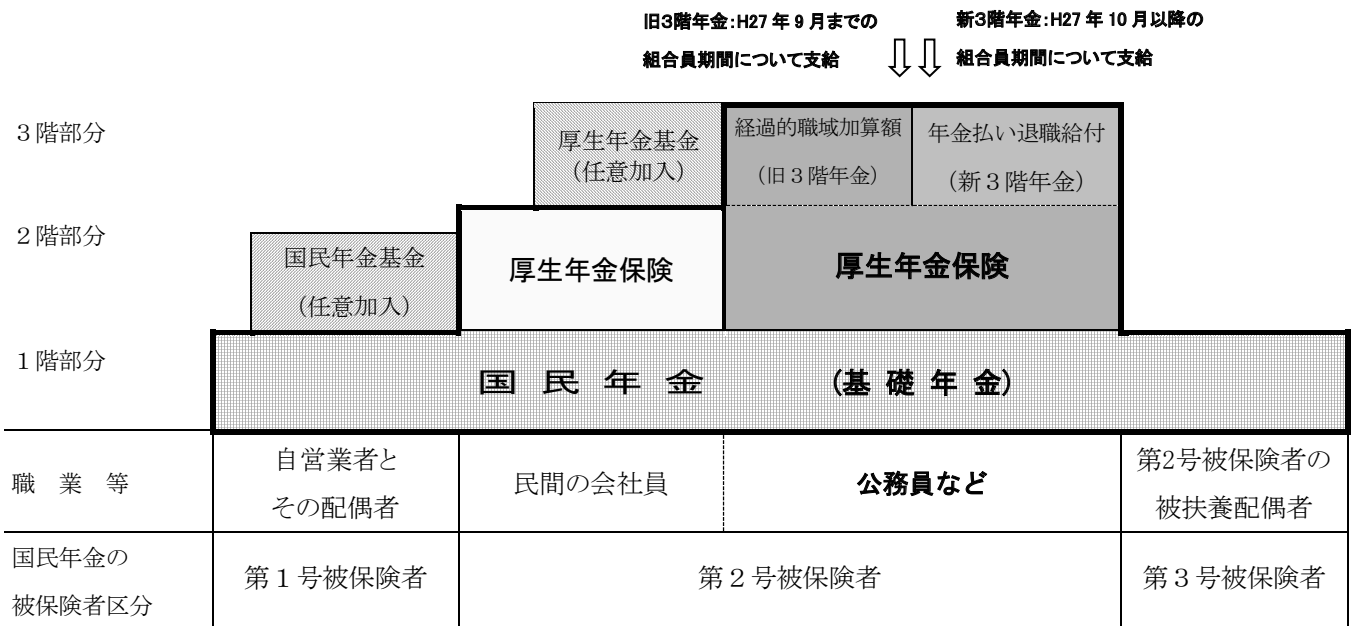 旧3階年金:H27 年 9 月までの
組合員期間について支給
新3階年金:H27 年 10 月以降の
組合員期間について支給
3階部分
厚生年金基金
(任意加入)
経過的職域加算額
(旧3階年金)
年金払い退職給付
(新3階年金)
2階部分
国民年金基金
(任意加入)
厚生年金保険
厚生年金保険
1階部分
国民年金 (基礎年金)
職業等
自営業者と
その配偶者
民間の会社員
公務員など
第2号被保険者の
被扶養配偶者
国民年金の
被保険者区分
第1号被保険者
第2号被保険者
第3号被保険者